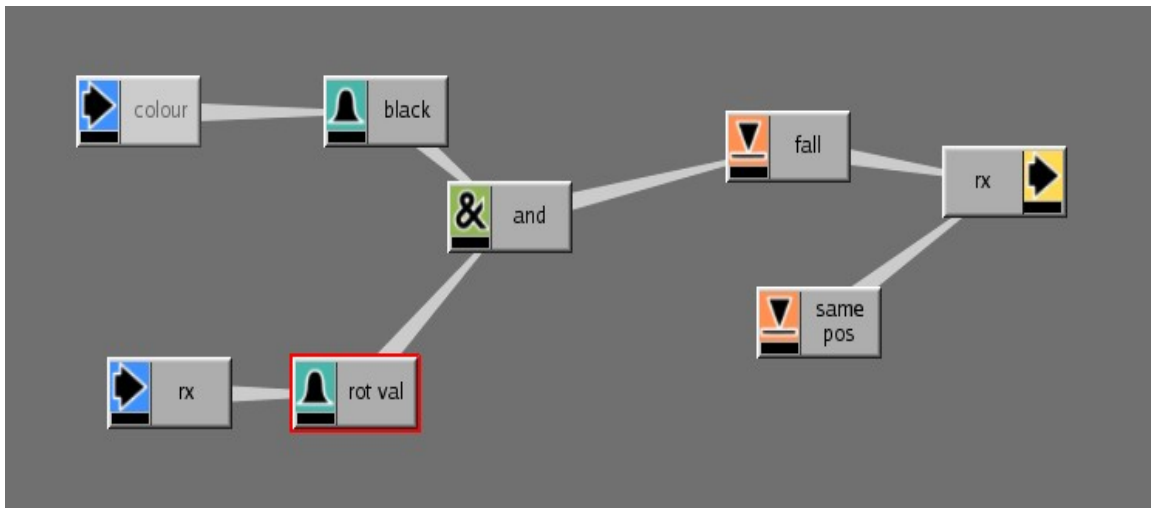 colour
black
fall
rx
& and
same
pos
rx
rot val